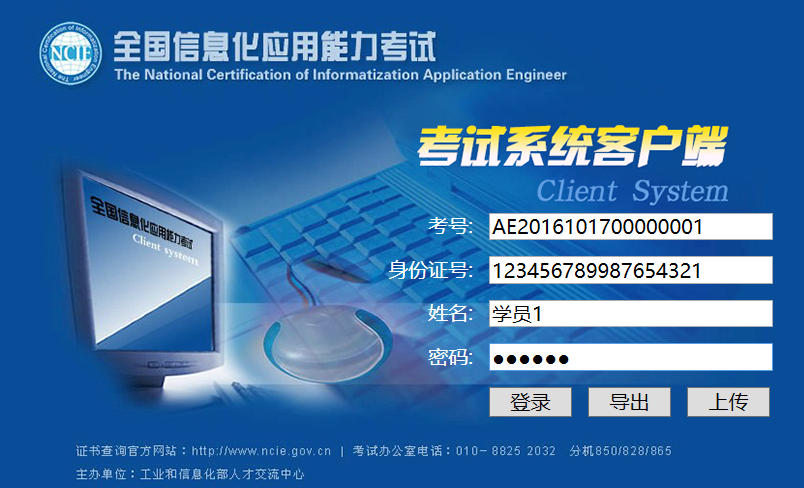 NCIE
National Certification of Informatization Engineer
全国信息化应用能力考试
The National Certification of Informatization Application Engineer
考试系统客户端
Client System
全国信息化应用能力考试
Client system
考号: AE2016101700000001
身份证号: 123456789987654321
姓名: 学员1
密码: ●●●●●●
登录 导出 上传
证书查询官方网站：http://www.ncie.gov.cn | 考试办公室电话：010-8825 2032 分机850/828/865
主办单位：工业和信息化部人才交流中心